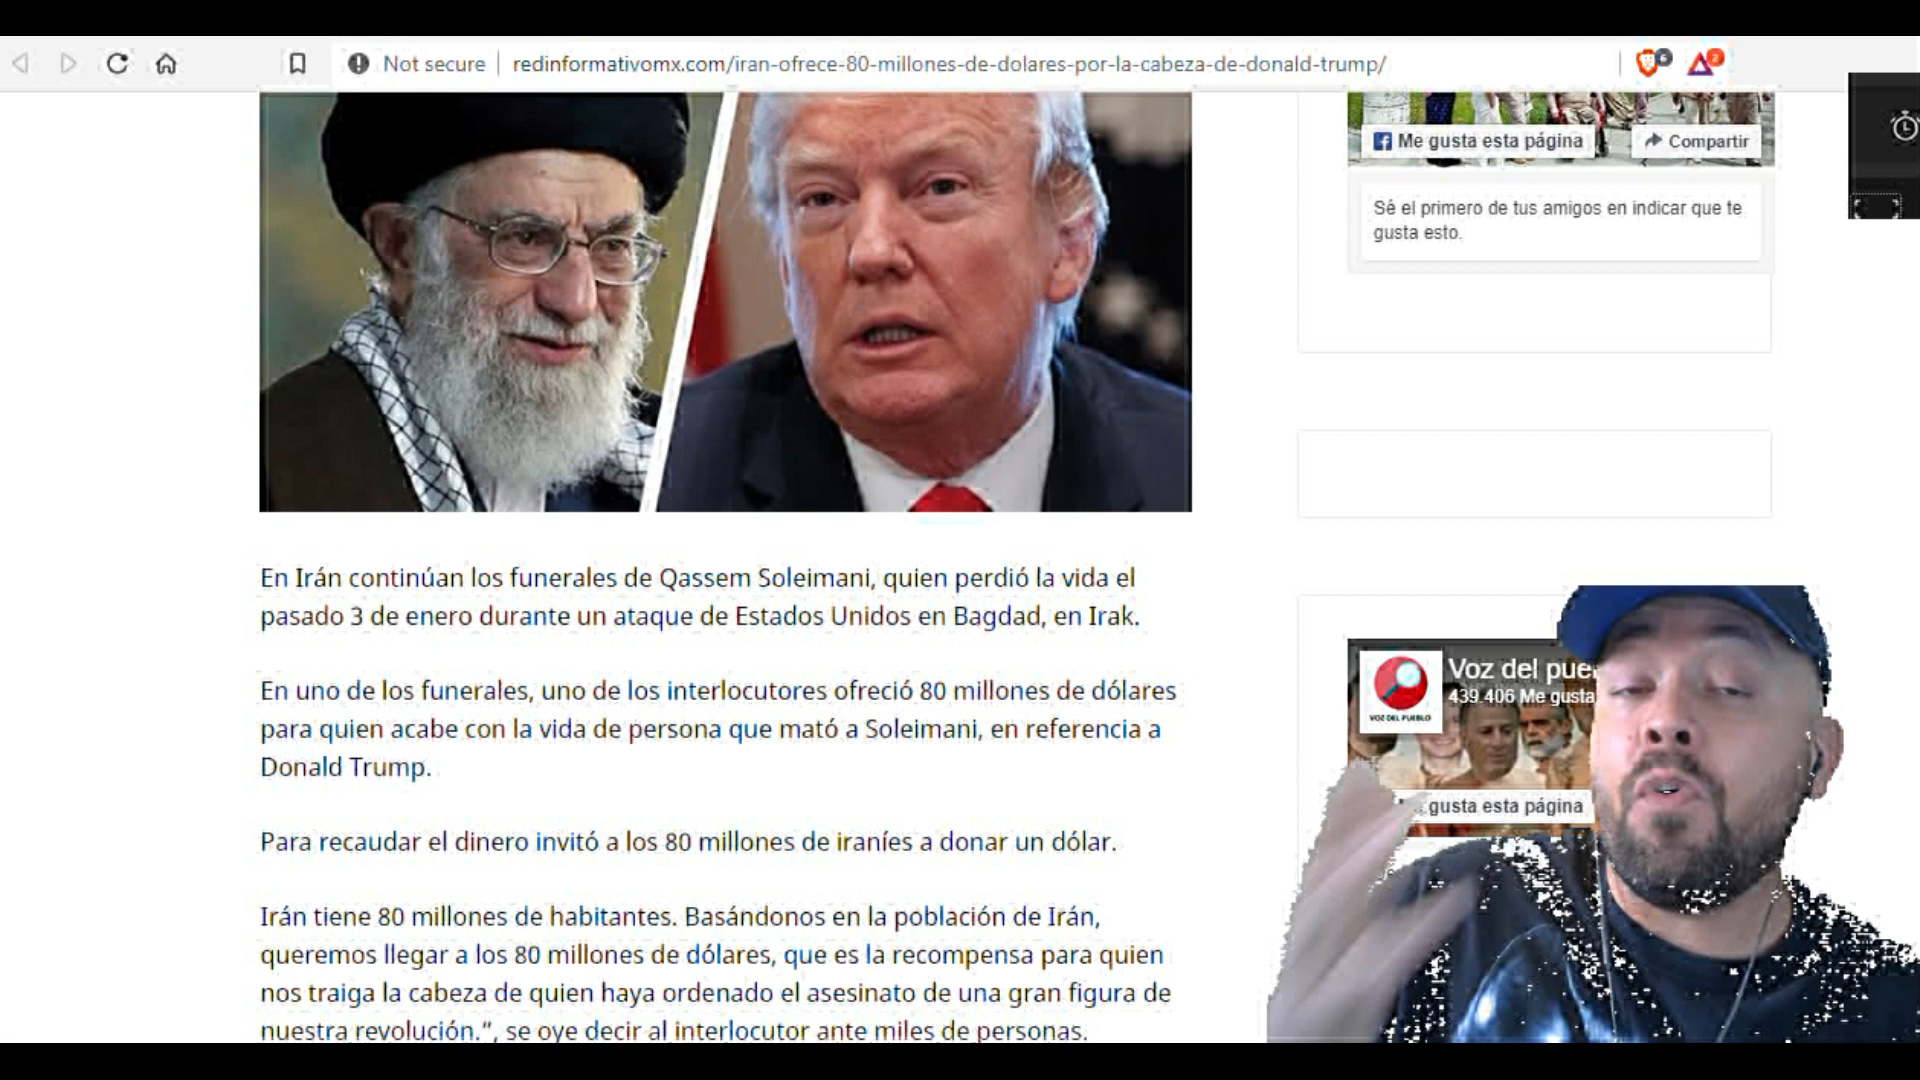 Not secure
redinformativomx.com/iran-ofrece-80-millones-de-dolares-por-la-cabeza-de-donald-trump/
6
2
Me gusta esta página
Compartir
Sé el primero de tus amigos en indicar que te
gusta esto.
En Irán continúan los funerales de Qassem Soleimani, quien perdió la vida el
pasado 3 de enero durante un ataque de Estados Unidos en Bagdad, en Irak.
En uno de los funerales, uno de los interlocutores ofreció 80 millones de dólares
para quien acabe con la vida de persona que mató a Soleimani, en referencia a
Donald Trump.
Para recaudar el dinero invitó a los 80 millones de iraníes a donar un dólar.
Irán tiene 80 millones de habitantes. Basándonos en la población de Irán,
queremos llegar a los 80 millones de dólares, que es la recompensa para quien
nos traiga la cabeza de quien haya ordenado el asesinato de una gran figura de
nuestra revolución.”, se oye decir al interlocutor ante miles de personas.
Voz del pue
439.406 Me gusta
VOZ DEL PUEBLO
gusta esta página